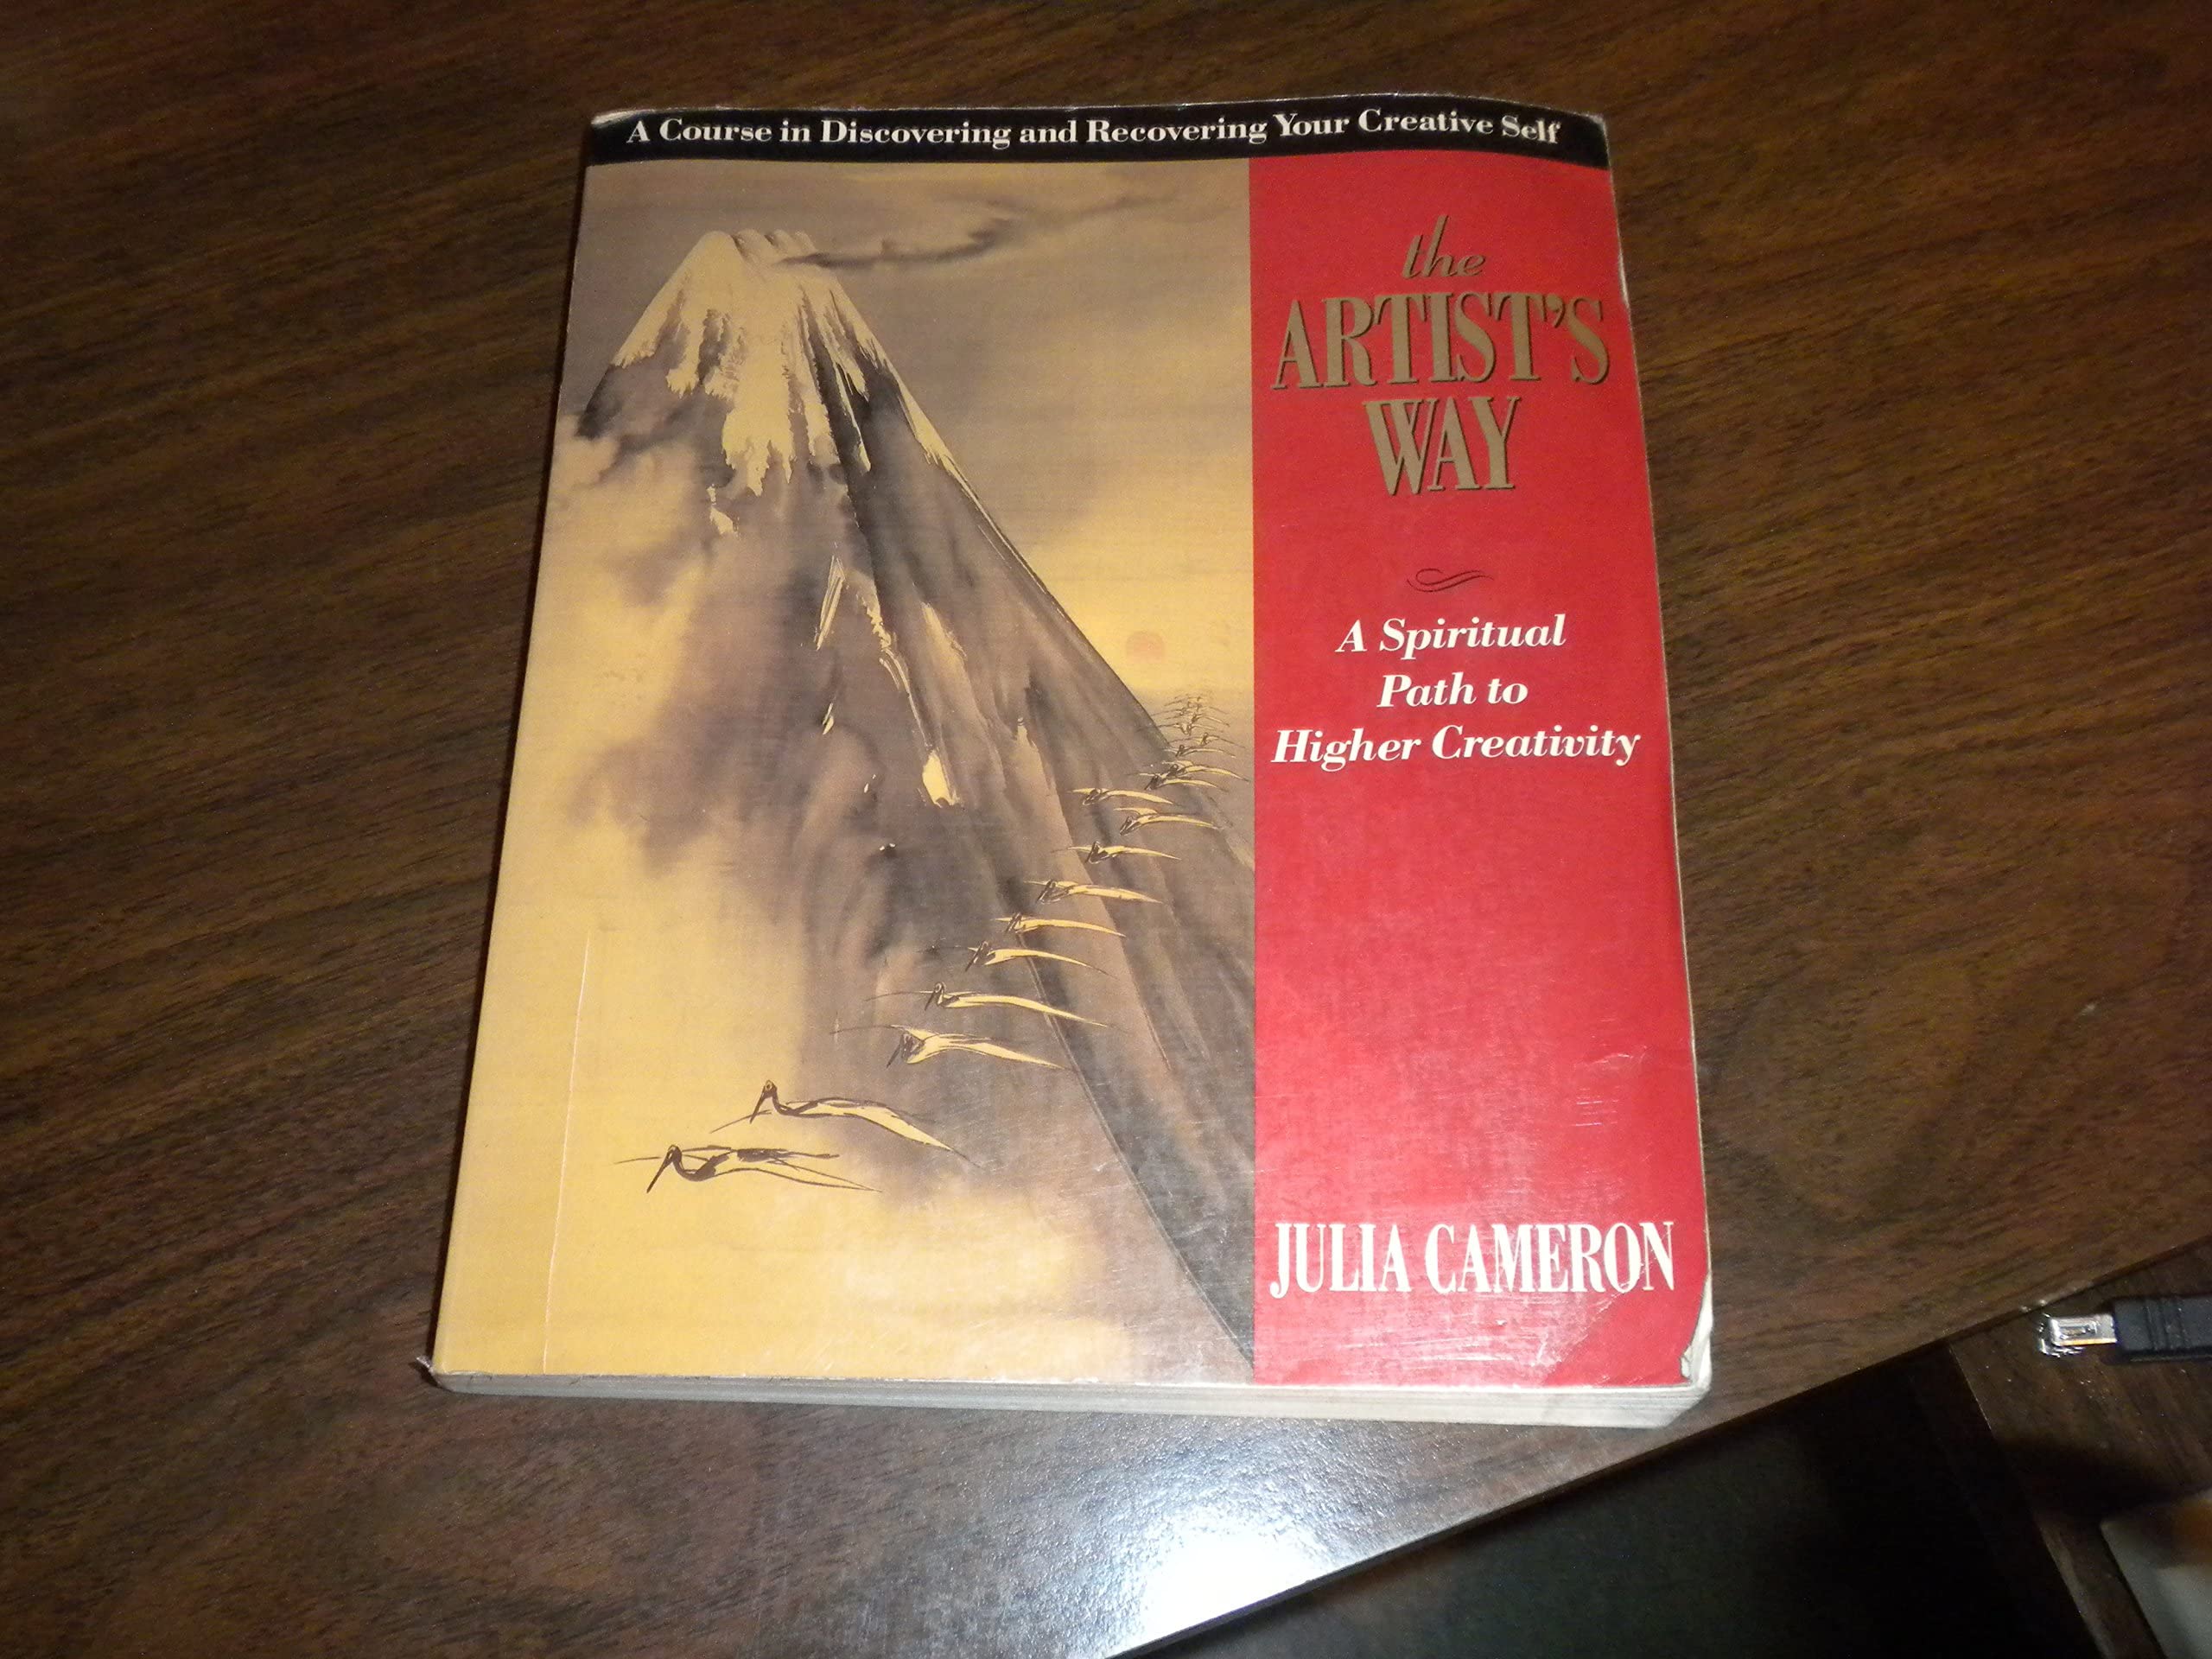 A Course in Discovering and Recovering Your Creative Self
the
ARTIST'S
WAY
A Spiritual
Path to
Higher Creativity
JULIA CAMERON